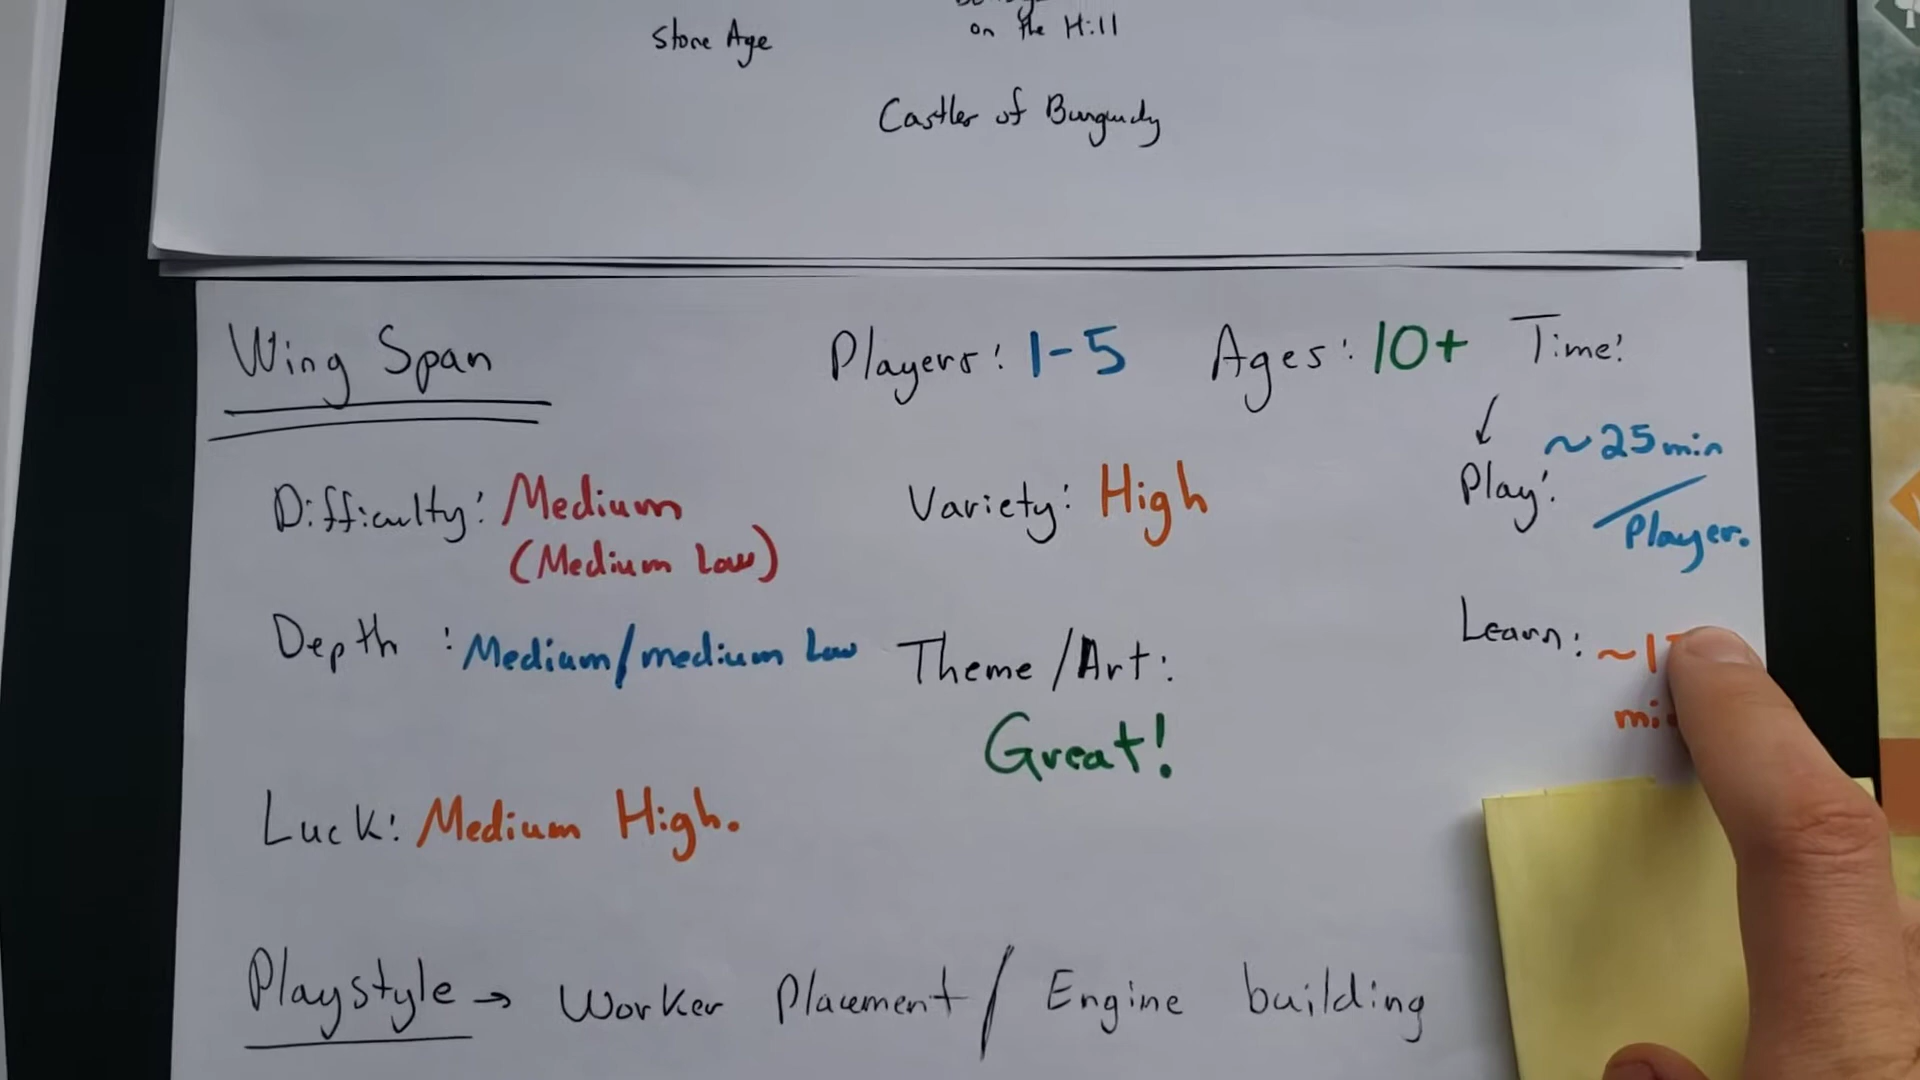 Stone Age
on the Hill
Castles of Burgundy
Wing Span
Players: 1-5
Ages: 10+
Time:
Difficulty: Medium
(Medium Low)
Variety: High
Play: ~25 min
/Player.
Depth : Medium/medium Low
Theme/Art:
Great!
Learn: ~
Luck: Medium High.
Playstyle → Worker Placement / Engine building